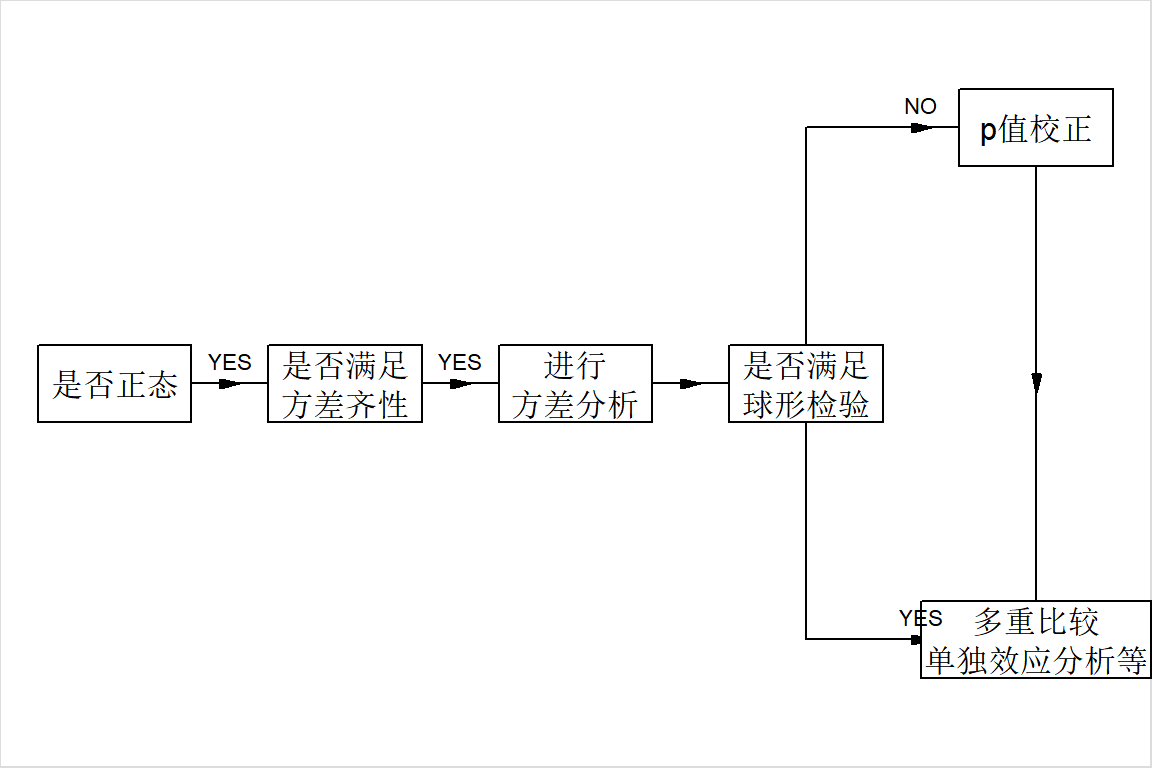 NO
p值校正
是否正态
YES
是否满足
方差齐性
YES
进行
方差分析
是否满足
球形检验
YES
多重比较
单独效应分析等